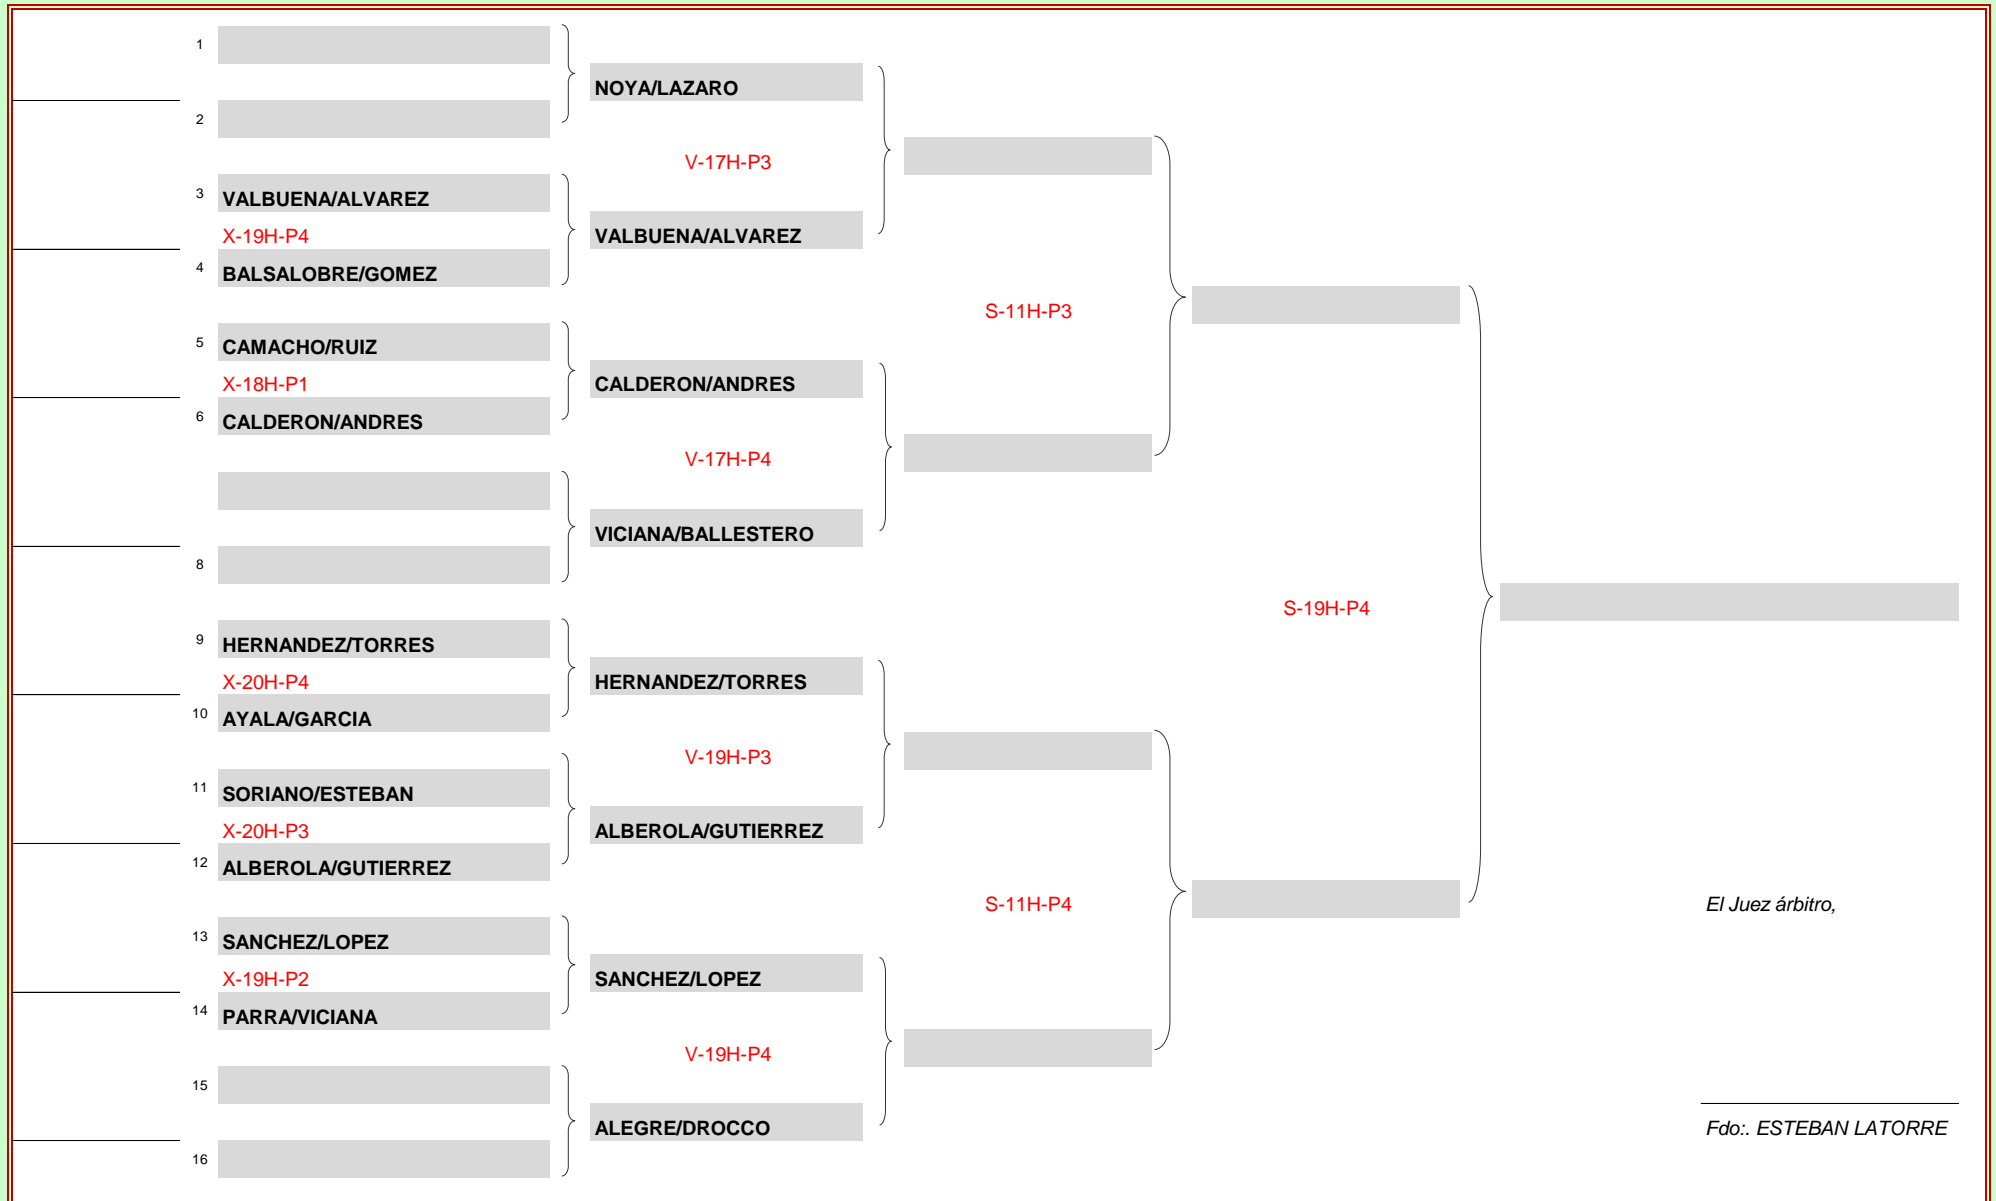 1
NOYA/LAZARO
2
V-17H-P3
3 VALBUENA/ALVAREZ
X-19H-P4 VALBUENA/ALVAREZ
4 BALSALOBRE/GOMEZ
S-11H-P3
5 CAMACHO/RUIZ
X-18H-P1 CALDERON/ANDRES
6 CALDERON/ANDRES
V-17H-P4
VICIANA/BALLESTERO
8
S-19H-P4
9 HERNANDEZ/TORRES
X-20H-P4 HERNANDEZ/TORRES
10 AYALA/GARCIA
V-19H-P3
11 SORIANO/ESTEBAN
X-20H-P3 ALBEROLA/GUTIERREZ
12 ALBEROLA/GUTIERREZ
S-11H-P4 El Juez árbitro,
13 SANCHEZ/LOPEZ
X-19H-P2 SANCHEZ/LOPEZ
14 PARRA/VICIANA
V-19H-P4
15
ALEGRE/DROCCO Fdo:. ESTEBAN LATORRE
16